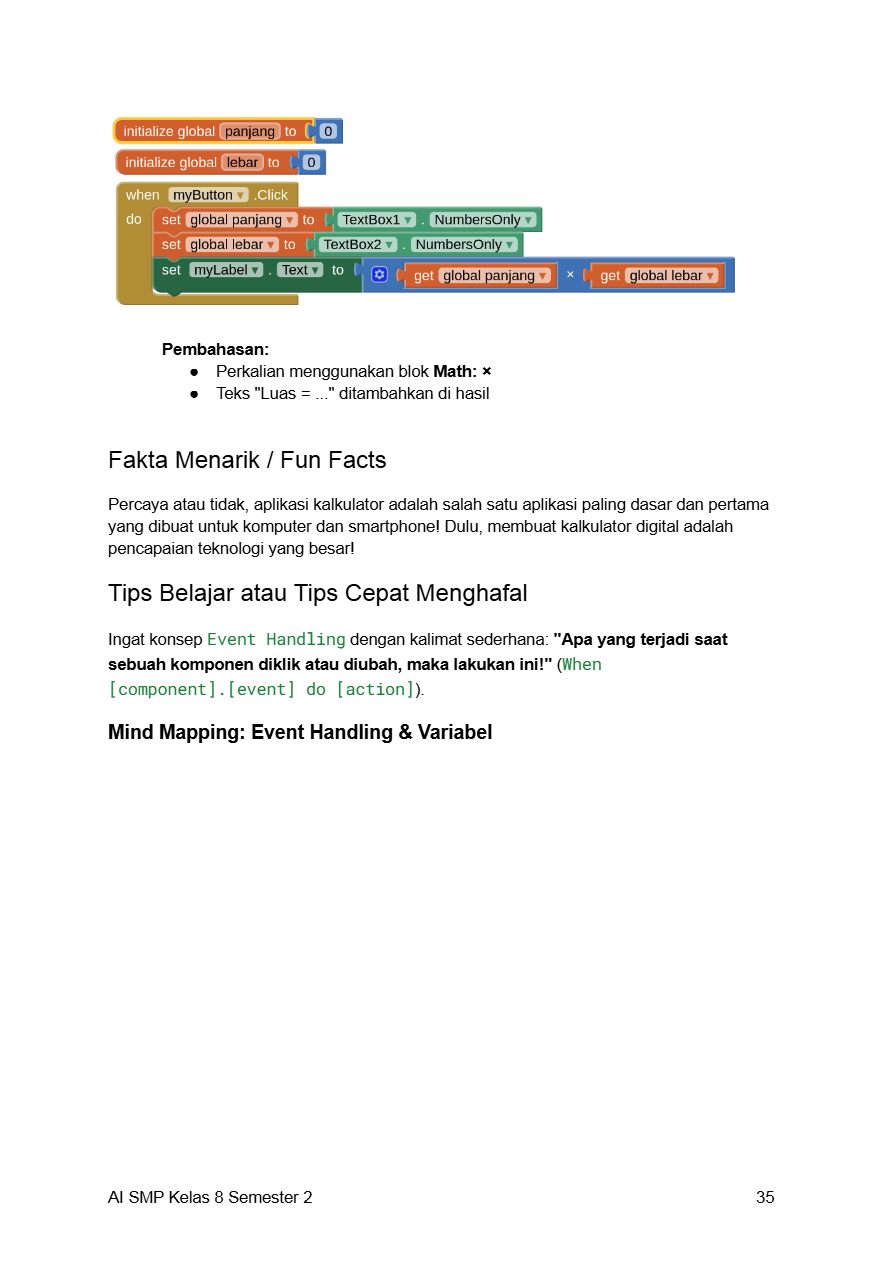 initialize global panjang to 0
initialize global lebar to 0
when myButton .Click
do set global panjang to TextBox1 . NumbersOnly
set global lebar to TextBox2 . NumbersOnly
set myLabel . Text to get global panjang × get global lebar
Pembahasan:
● Perkalian menggunakan blok Math: ×
● Teks "Luas = ..." ditambahkan di hasil
Fakta Menarik / Fun Facts
Percaya atau tidak, aplikasi kalkulator adalah salah satu aplikasi paling dasar dan pertama
yang dibuat untuk komputer dan smartphone! Dulu, membuat kalkulator digital adalah
pencapaian teknologi yang besar!
Tips Belajar atau Tips Cepat Menghafal
Ingat konsep Event Handling dengan kalimat sederhana: "Apa yang terjadi saat
sebuah komponen diklik atau diubah, maka lakukan ini!" (When
[component].[event] do [action]).
Mind Mapping: Event Handling & Variabel
AI SMP Kelas 8 Semester 2 35